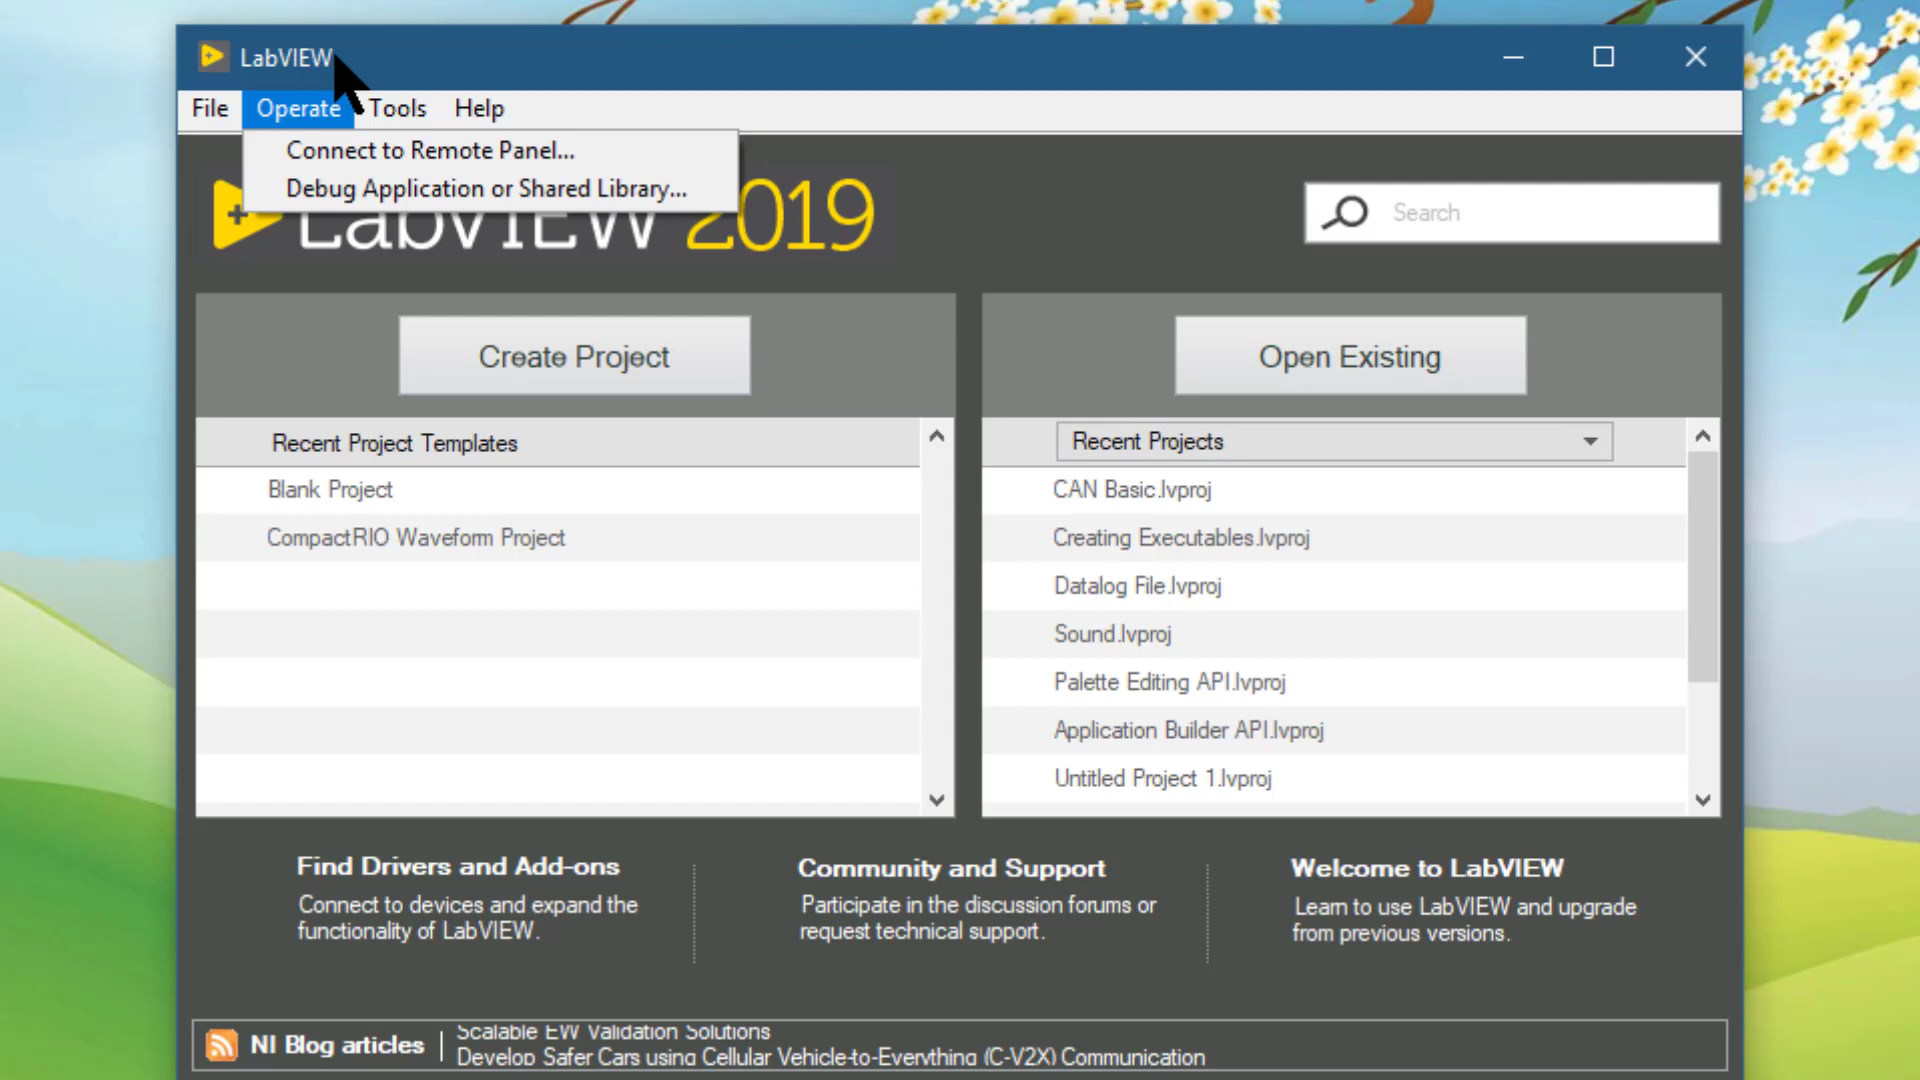 LabVIEW
File Operate Tools Help
Connect to Remote Panel...
Debug Application or Shared Library...
LabVIEW 2019
Search
Create Project
Open Existing
Recent Project Templates
Blank Project
CompactRIO Waveform Project
Recent Projects
CAN Basic.lvproj
Creating Executables.lvproj
Datalog File.lvproj
Sound.lvproj
Palette Editing API.lvproj
Application Builder API.lvproj
Untitled Project 1.lvproj
Find Drivers and Add-ons
Connect to devices and expand the
functionality of LabVIEW.
Community and Support
Participate in the discussion forums or
request technical support.
Welcome to LabVIEW
Learn to use LabVIEW and upgrade
from previous versions.
NI Blog articles
Scalable EW Validation Solutions
Develop Safer Cars using Cellular Vehicle-to-Everything (C-V2X) Communication